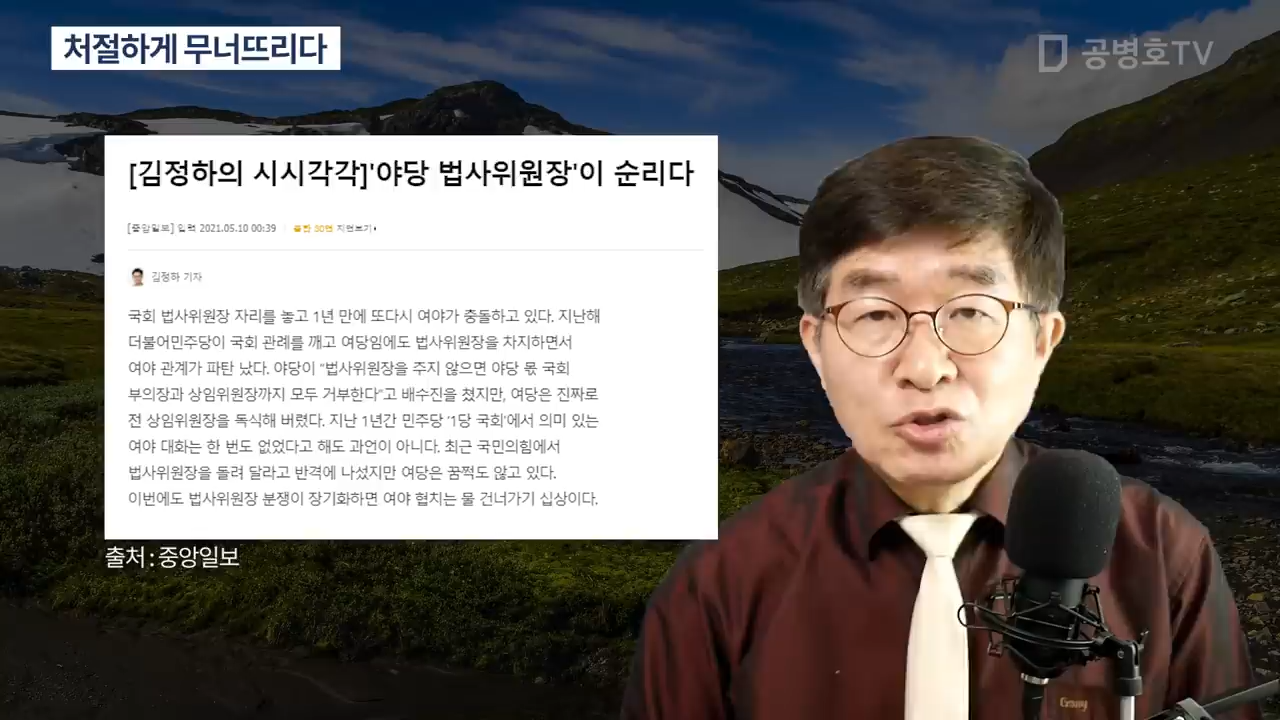 처절하게 무너뜨리다
공병호TV
[김정하의 시시각각]'야당 법사위원장'이 순리다
[중앙일보] 입력 2021.05.10 00:39 종합 30면 지면보기
김정하 기자
국회 법사위원장 자리를 놓고 1년 만에 또다시 여야가 충돌하고 있다. 지난해
더불어민주당이 국회 관례를 깨고 여당임에도 법사위원장을 차지하면서
여야 관계가 파탄 났다. 야당이 "법사위원장을 주지 않으면 야당 몫 국회
부의장과 상임위원장까지 모두 거부한다"고 배수진을 쳤지만, 여당은 진짜로
전 상임위원장을 독식해 버렸다. 지난 1년간 민주당 '1당 국회'에서 의미 있는
여야 대화는 한 번도 없었다고 해도 과언이 아니다. 최근 국민의힘에서
법사위원장을 돌려 달라고 반격에 나섰지만 여당은 꿈쩍도 않고 있다.
이번에도 법사위원장 분쟁이 장기화하면 여야 협치는 물 건너가기 십상이다.
출처 : 중앙일보